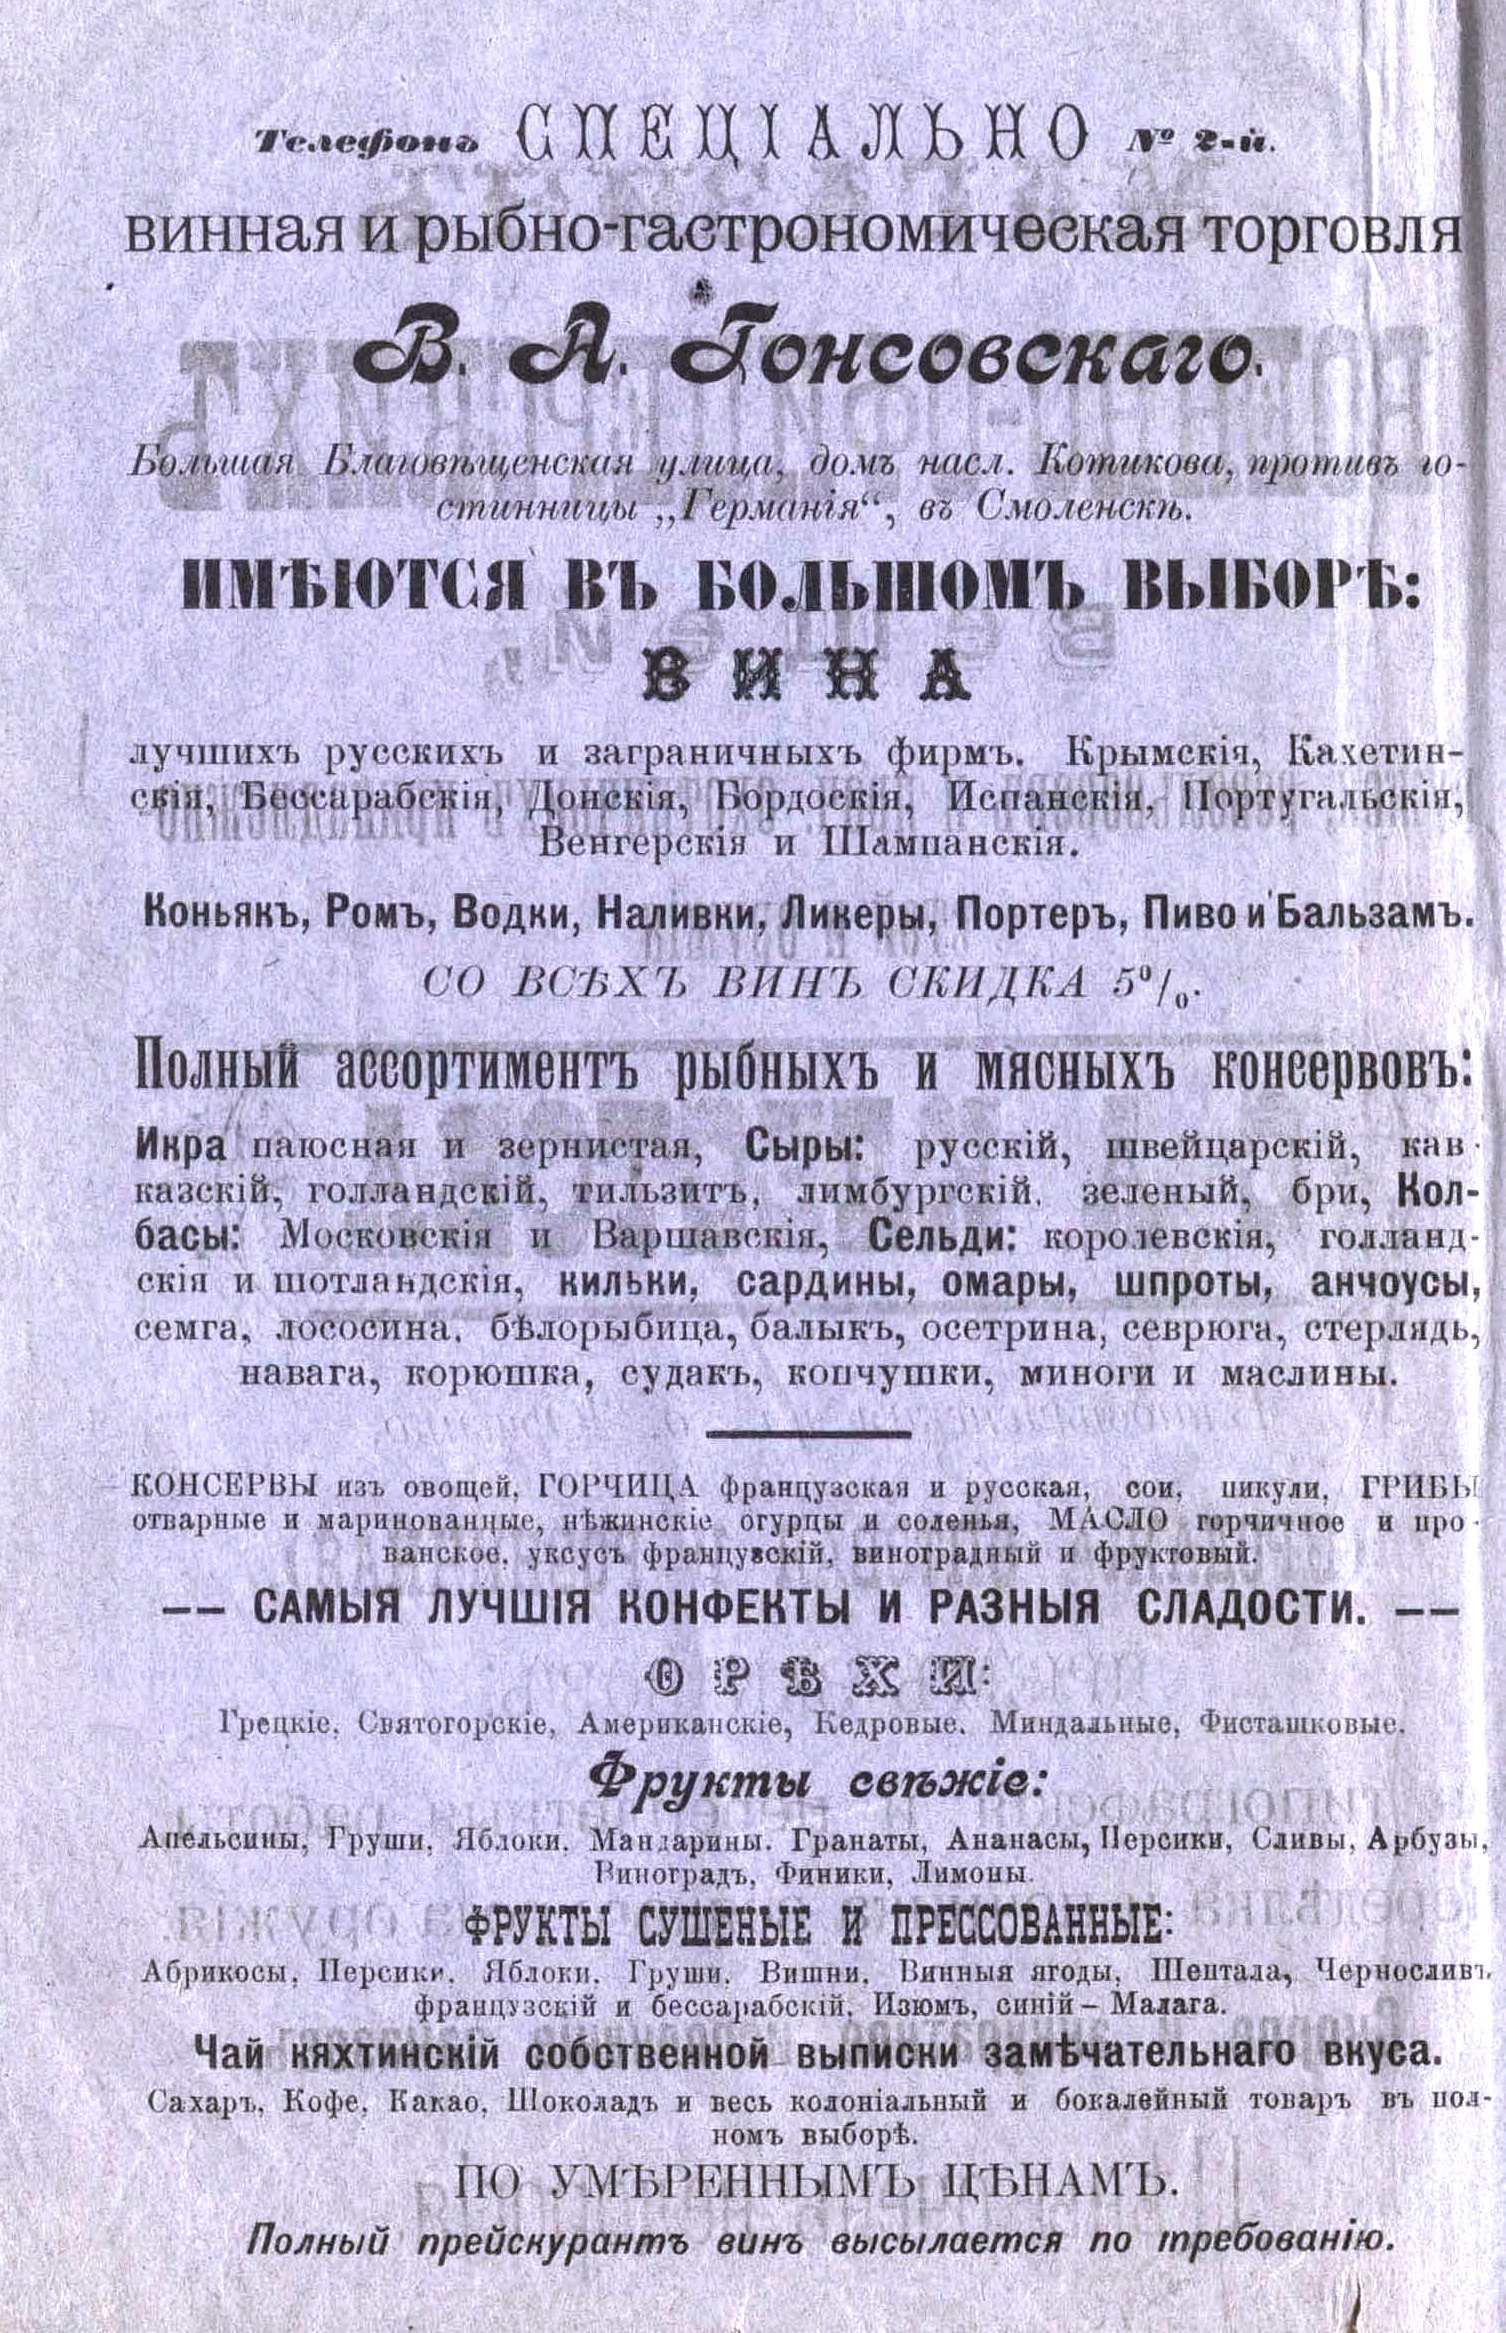 Телефонъ СПЕЦІАЛЬНО № 2-й.
винная и рыбно-гастрономическая торговля
В. А. Гонсовскаго.
Большая Благовѣщенская улица, домъ насл. Котикова, противъ го-
стинницы „Германія“, въ Смоленскѣ.
ИМѢЮТСЯ ВЪ БОЛЬШОМЪ ВЫБОРѢ:
ВИНА
лучшихъ русскихъ и заграничныхъ фирмъ. Крымскія, Кахетин-
скія, Бессарабскія, Донскія, Бордоскія, Испанскія, Португальскія,
Венгерскія и Шампанскія.
Коньякъ, Ромъ, Водки, Наливки, Ликеры, Портеръ, Пиво и Бальзамъ.
СО ВСѢХЪ ВИНЪ СКИДКА 5%.
Полный ассортиментъ рыбныхъ и мясныхъ консервовъ:
Икра паюсная и зернистая, Сыры: русскій, швейцарскій, кав-
казскій, голландскій, тильзитъ, лимбургскій, зеленый, бри, Кол-
басы: Московскія и Варшавскія, Сельди: королевскія, голланд-
скія и шотландскія, кильки, сардины, омары, шпроты, анчоусы,
семга, лососина, бѣлорыбица, балыкъ, осетрина, севрюга, стерлядь,
навага, корюшка, судакъ, копчушки, миноги и маслины.
КОНСЕРВЫ изъ овощей, ГОРЧИЦА французская и русская, сои, пикули, ГРИБЫ
отварные и маринованные, нѣжинскіе огурцы и соленья, МАСЛО горчичное и про-
ванское, уксусъ французскій, виноградный и фруктовый.
–– САМЫЯ ЛУЧШІЯ КОНФЕКТЫ И РАЗНЫЯ СЛАДОСТИ. ––
ОРѢХИ:
Грецкіе, Святогорскіе, Американскіе, Кедровые, Миндальные, Фисташковые.
Фрукты свѣжіе:
Апельсины, Груши, Яблоки, Мандарины, Гранаты, Ананасы, Персики, Сливы, Арбузы,
Виноградъ, Финики, Лимоны.
ФРУКТЫ СУШЕНЫЕ И ПРЕССОВАННЫЕ:
Абрикосы, Персики, Яблоки, Груши, Вишни, Винныя ягоды, Шептала, Черносливъ
французскій и бессарабскій, Изюмъ, синій – Малага.
Чай кяхтинскій собственной выписки замѣчательнаго вкуса.
Сахаръ, Кофе, Какао, Шоколадъ и весь колоніальный и бокалейный товаръ въ пол-
номъ выборѣ.
ПО УМѢРЕННЫМЪ ЦѢНАМЪ.
Полный прейскурантъ винъ высылается по требованію.